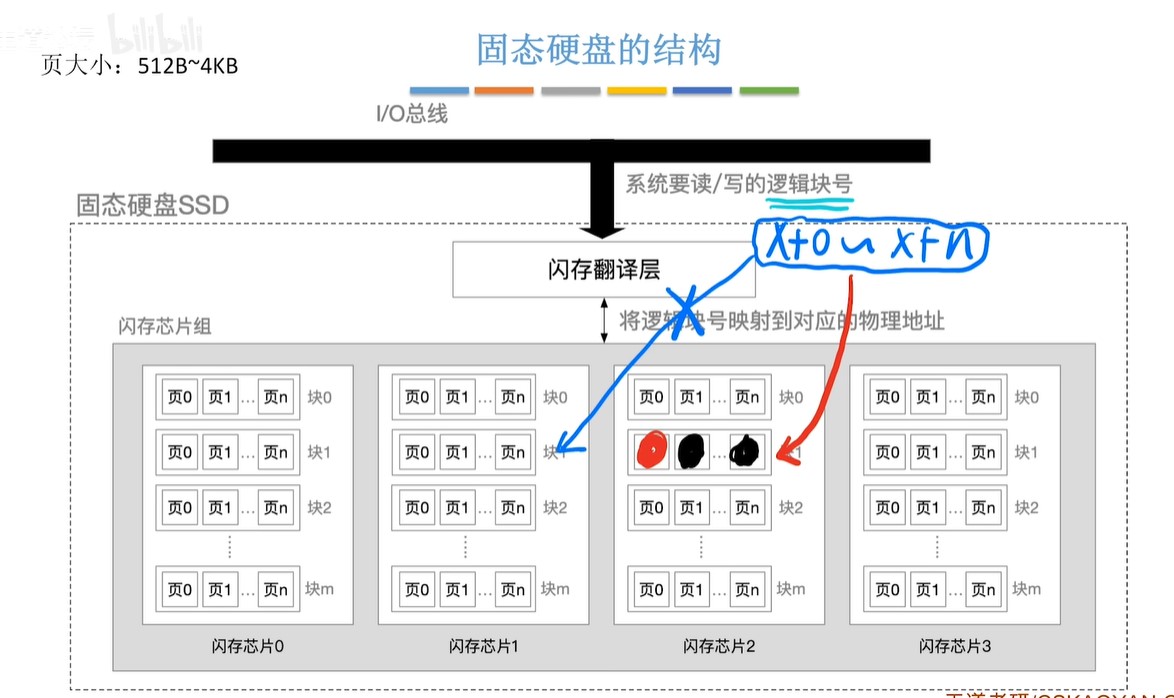 bilibili
固态硬盘的结构
页大小：512B~4KB
I/O总线
系统要读/写的逻辑块号
固态硬盘SSD
X+0 ~ X+n
闪存翻译层
将逻辑块号映射到对应的物理地址
闪存芯片组
页0 页1 … 页n 块0 页0 页1 … 页n 块0 页0 页1 … 页n 块0 页0 页1 … 页n 块0
页0 页1 … 页n 块1 页0 页1 … 页n 块1 … 1 页0 页1 … 页n 块1
页0 页1 … 页n 块2 页0 页1 … 页n 块2 页0 页1 … 页n 块2 页0 页1 … 页n 块2
页0 页1 … 页n 块m 页0 页1 … 页n 块m 页0 页1 … 页n 块m 页0 页1 … 页n 块m
闪存芯片0 闪存芯片1 闪存芯片2 闪存芯片3